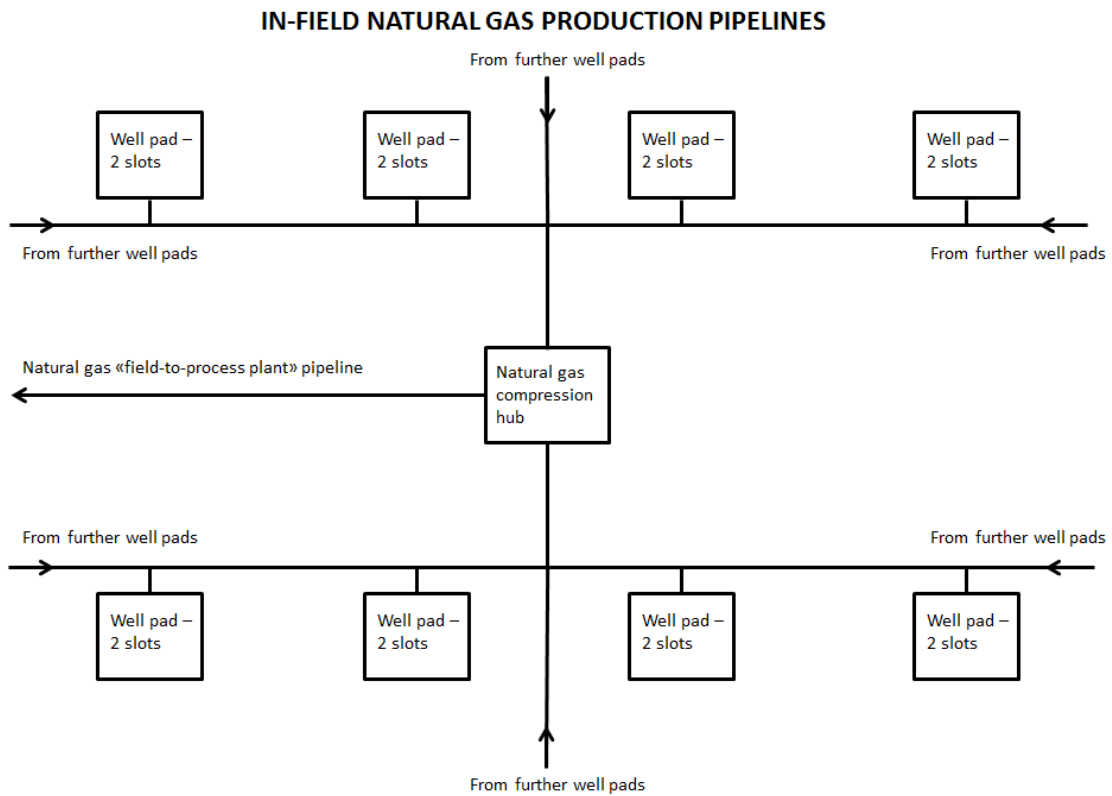 IN-FIELD NATURAL GAS PRODUCTION PIPELINES
From further well pads
Well pad –
2 slots
Well pad –
2 slots
Well pad –
2 slots
Well pad –
2 slots
From further well pads
From further well pads
Natural gas «field-to-process plant» pipeline
Natural gas
compression
hub
From further well pads
From further well pads
Well pad –
2 slots
Well pad –
2 slots
Well pad –
2 slots
Well pad –
2 slots
From further well pads